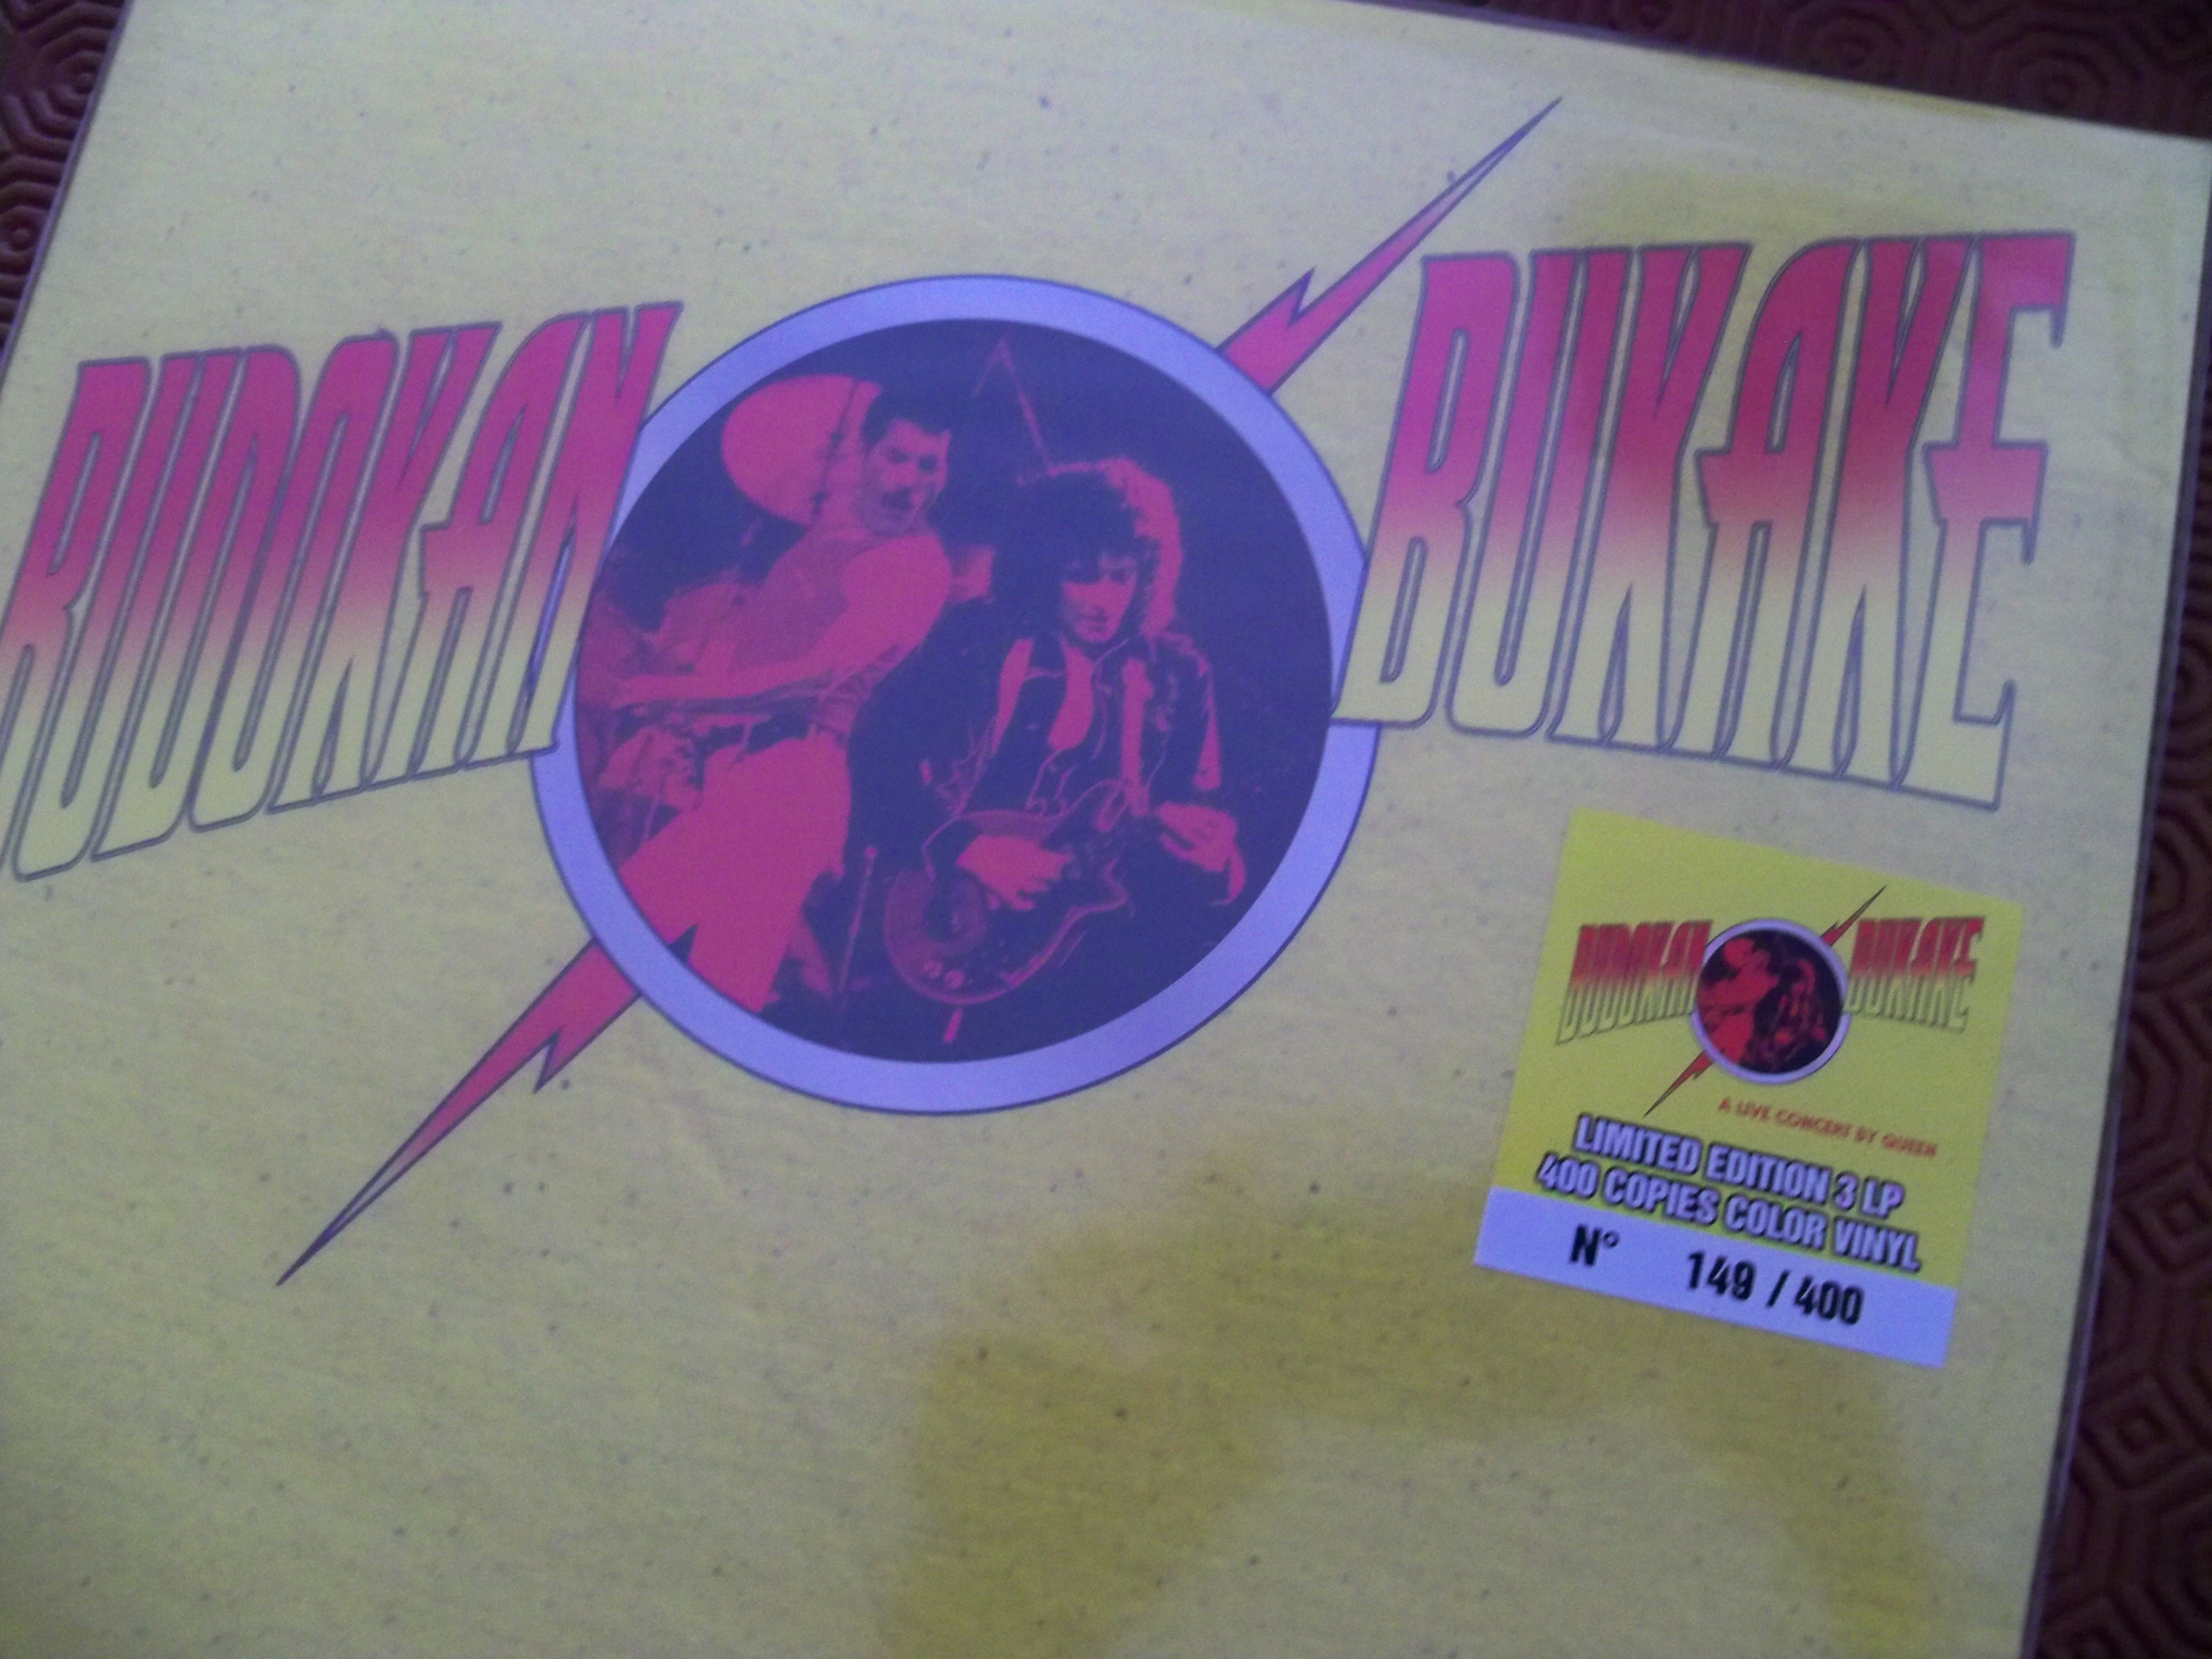 BUDOKAN BUKAKE
BUDOKAN BUKAKE
A LIVE CONCERT BY QUEEN
LIMITED EDITION 3 LP
400 COPIES COLOR VINYL
N° 149 / 400